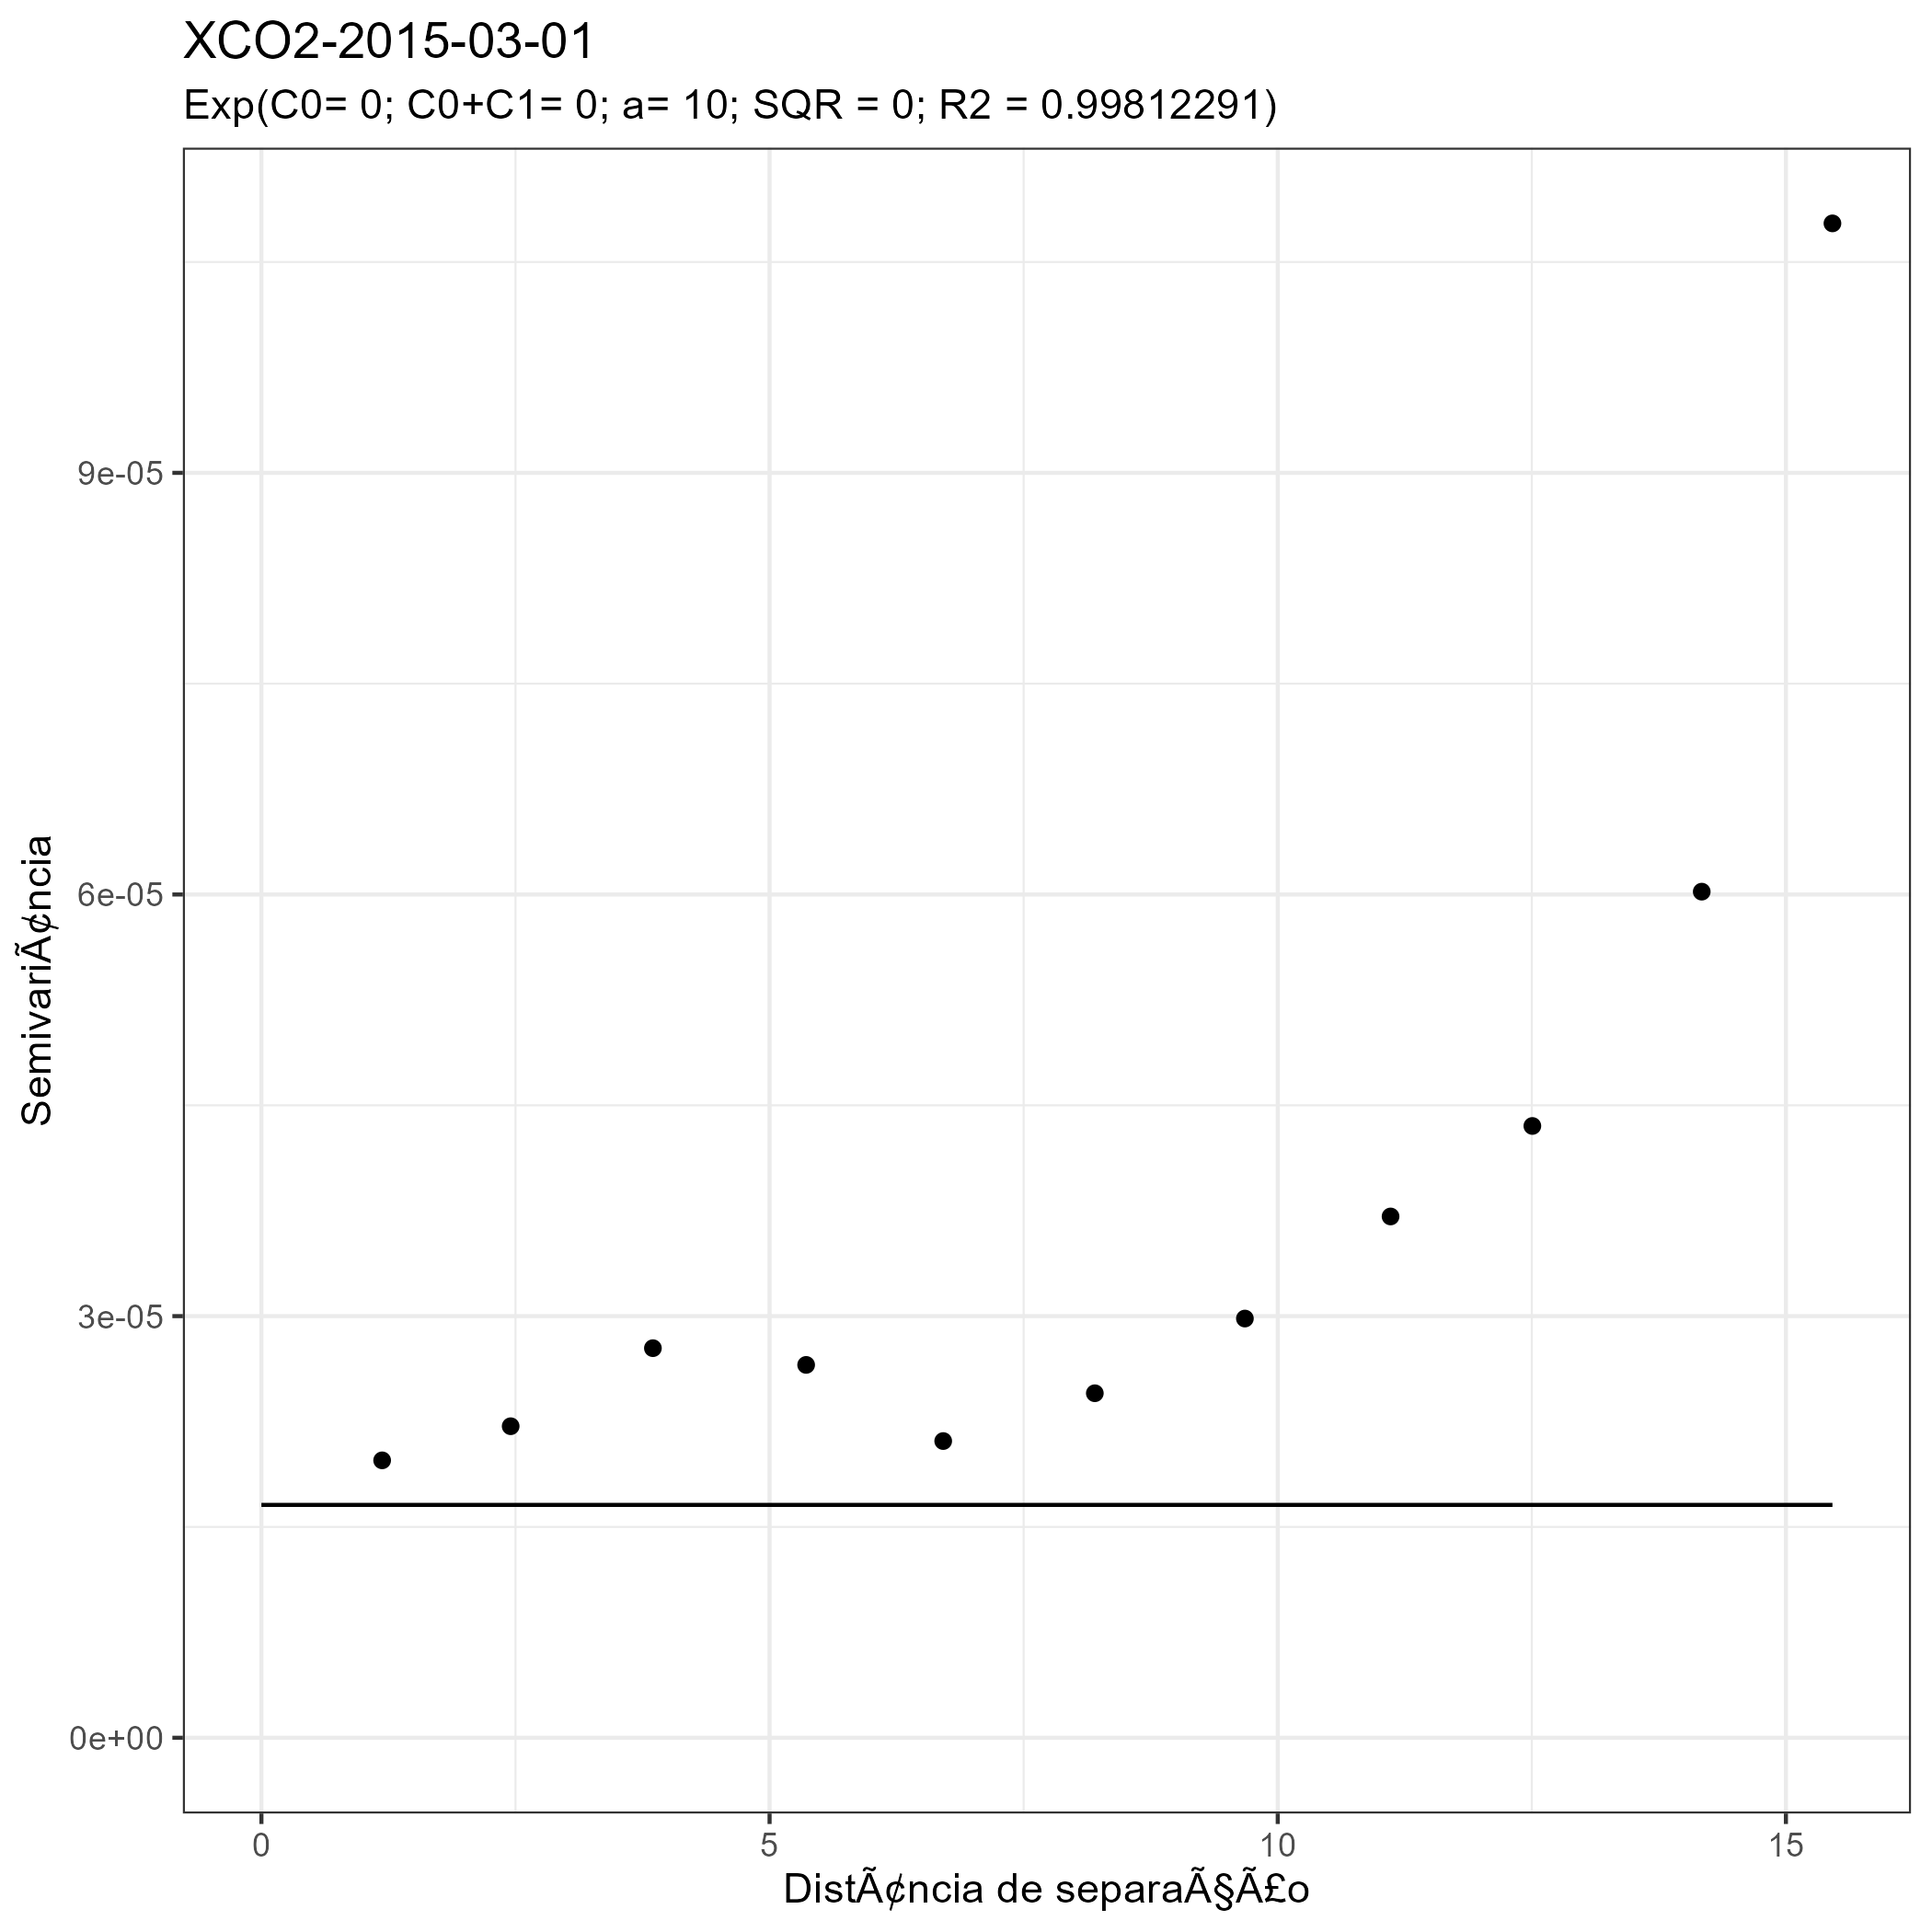 XCO2-2015-03-01
Exp(C0= 0; C0+C1= 0; a= 10; SQR = 0; R2 = 0.99812291)
SemivariÃ¢ncia
9e-05
6e-05
3e-05
0e+00
0
5
10
15
DistÃ¢ncia de separaÃ§Ã£o